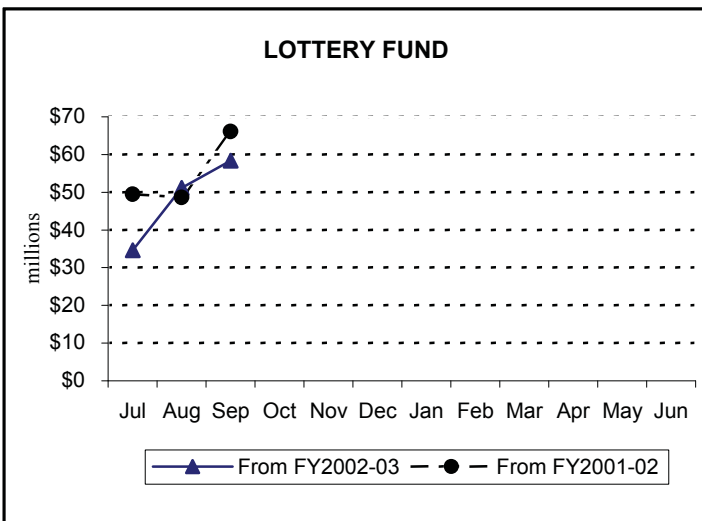 LOTTERY FUND
$70
$60
$50
$40
$30
$20
$10
$0
millions
Jul Aug Sep Oct Nov Dec Jan Feb Mar Apr May Jun
From FY2002-03 From FY2001-02